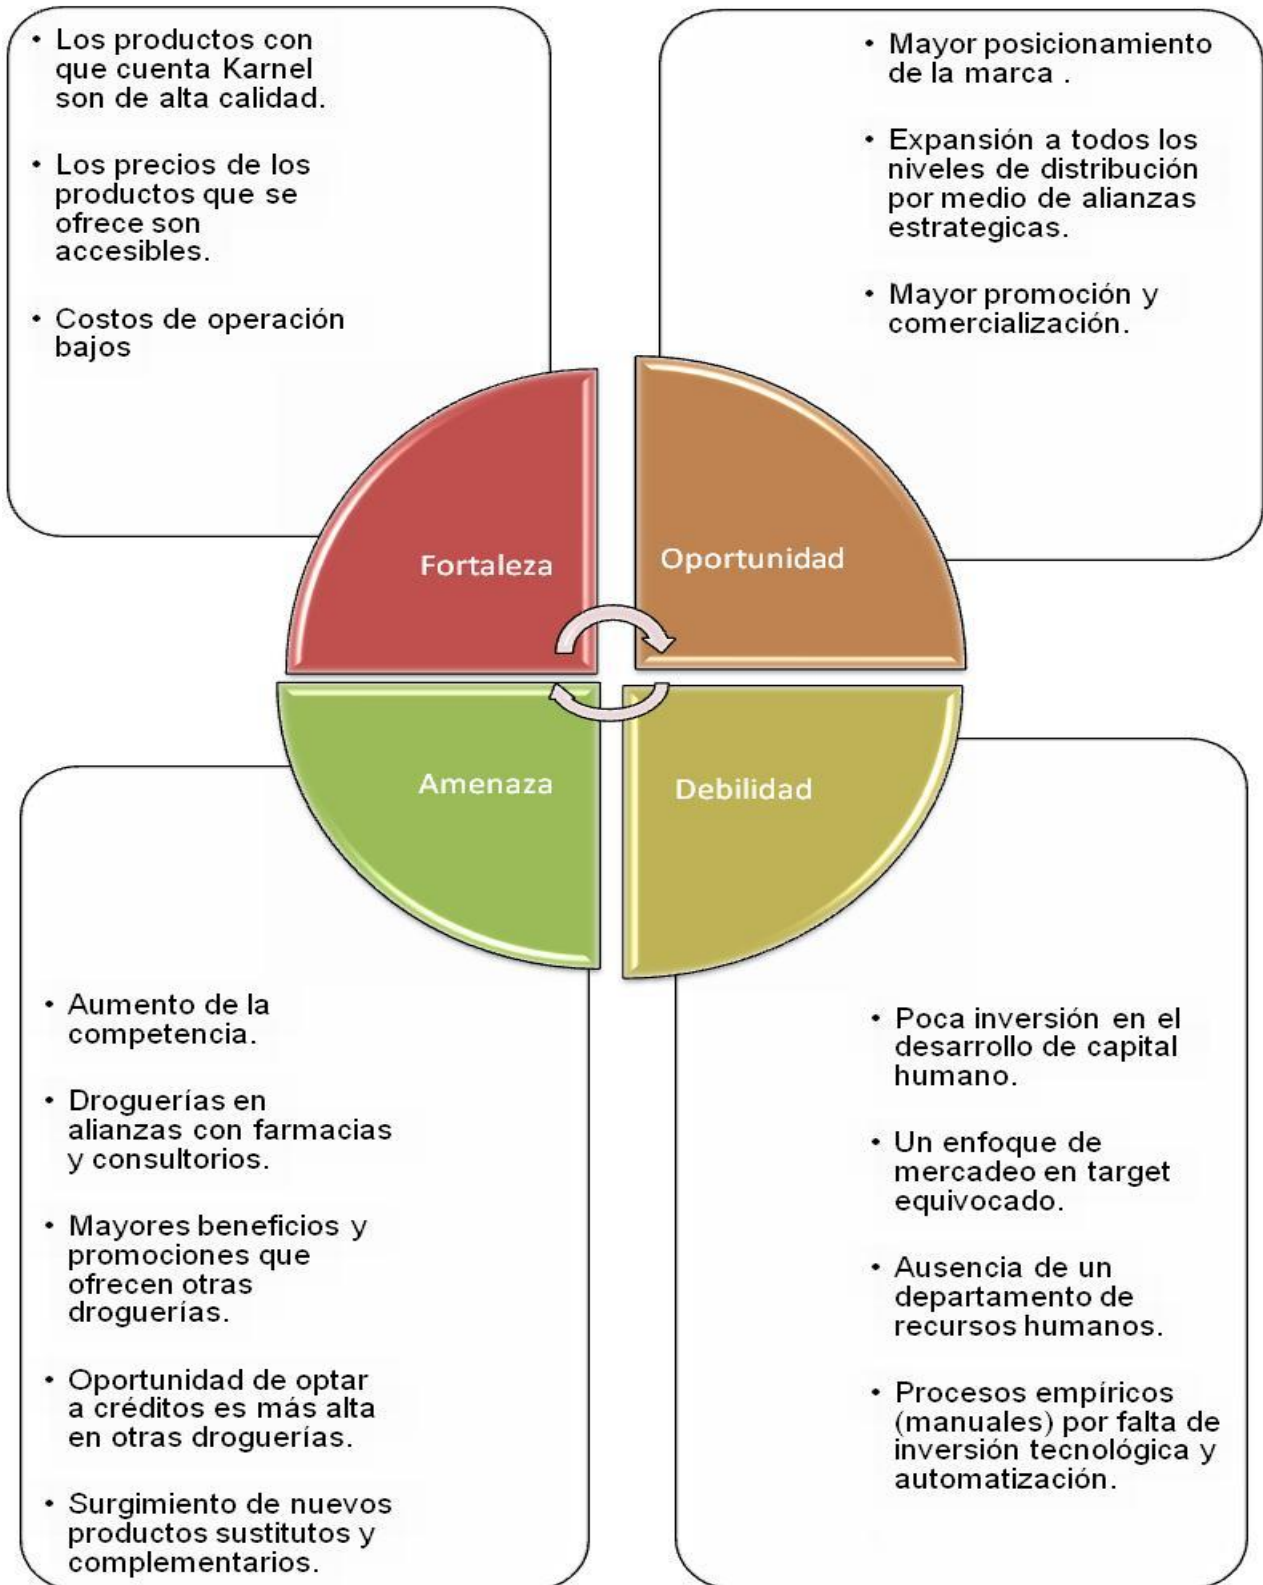 • Los productos con
que cuenta Karnel
son de alta calidad.
• Los precios de los
productos que se
ofrece son
accesibles.
• Costos de operación
bajos
• Mayor posicionamiento
de la marca .
• Expansión a todos los
niveles de distribución
por medio de alianzas
estrategicas.
• Mayor promoción y
comercialización.
Fortaleza
Oportunidad
Amenaza
Debilidad
• Aumento de la
competencia.
• Droguerías en
alianzas con farmacias
y consultorios.
• Mayores beneficios y
promociones que
ofrecen otras
droguerías.
• Oportunidad de optar
a créditos es más alta
en otras droguerías.
• Surgimiento de nuevos
productos sustitutos y
complementarios.
• Poca inversión en el
desarrollo de capital
humano.
• Un enfoque de
mercadeo en target
equivocado.
• Ausencia de un
departamento de
recursos humanos.
• Procesos empíricos
(manuales) por falta de
inversión tecnológica y
automatización.